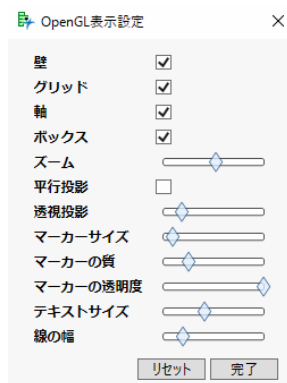 OpenGL表示設定
壁
グリッド
軸
ボックス
ズーム
平行投影
透視投影
マーカーサイズ
マーカーの質
マーカーの透明度
テキストサイズ
線の幅
リセット 完了